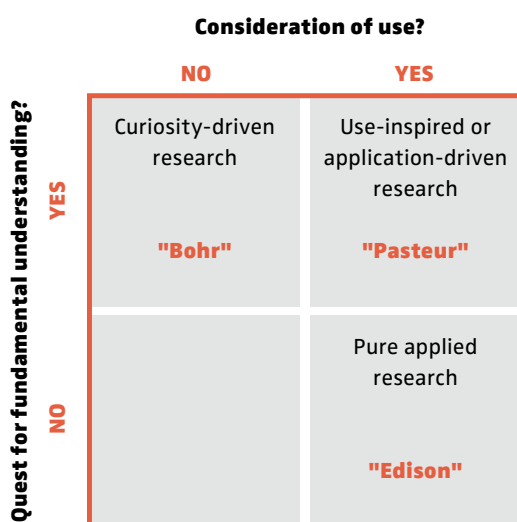 Consideration of use?
NO
YES
Quest for fundamental understanding?
YES
Curiosity-driven
research
"Bohr"
Use-inspired or
application-driven
research
"Pasteur"
NO
Pure applied
research
"Edison"